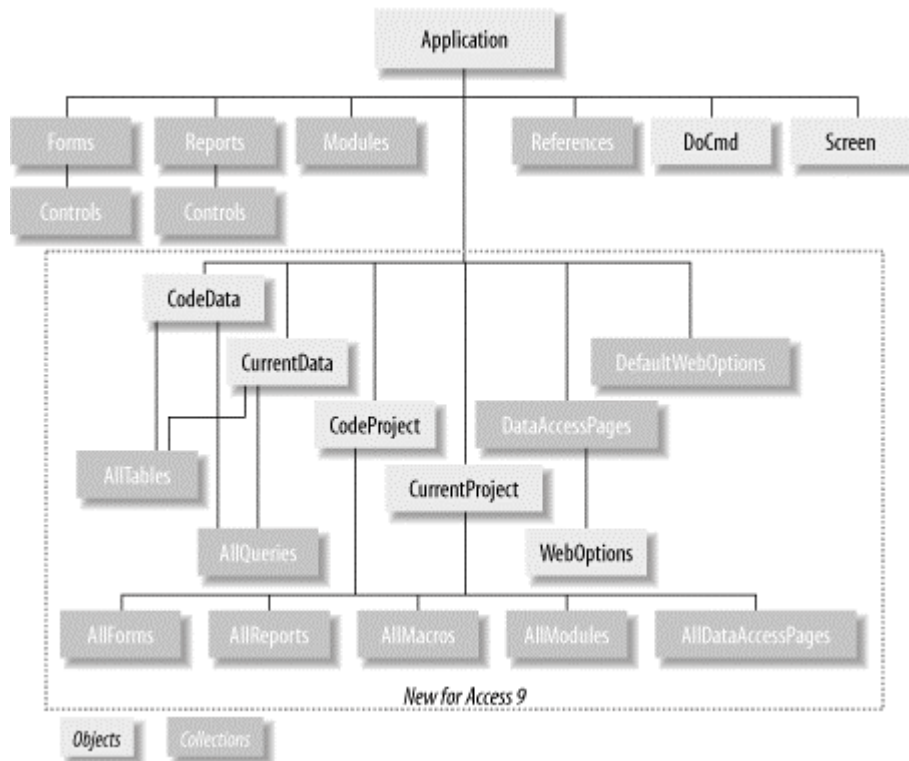 Application
Forms
Reports
Modules
References
DoCmd
Screen
Controls
Controls
CodeData
CurrentData
DefaultWebOptions
CodeProject
DataAccessPages
AllTables
CurrentProject
AllQueries
WebOptions
AllForms
AllReports
AllMacros
AllModules
AllDataAccessPages
New for Access 9
Objects
Collections